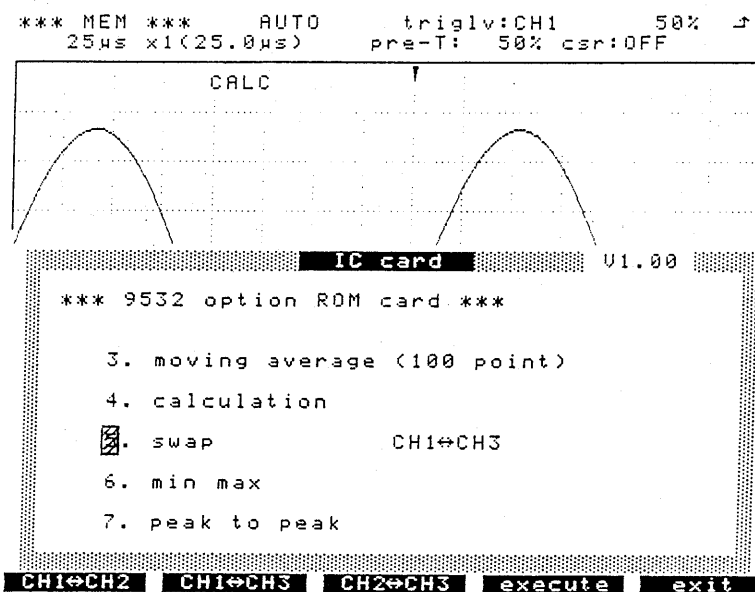 *** MEM *** AUTO triglv:CH1 50%
25µs x1(25.0µs) pre-T: 50% csr:OFF
CALC
IC card V1.00
*** 9532 option ROM card ***
3. moving average (100 point)
4. calculation
. swap CH1↔CH3
6. min max
7. peak to peak
CH1↔CH2 CH1↔CH3 CH2↔CH3 execute exit